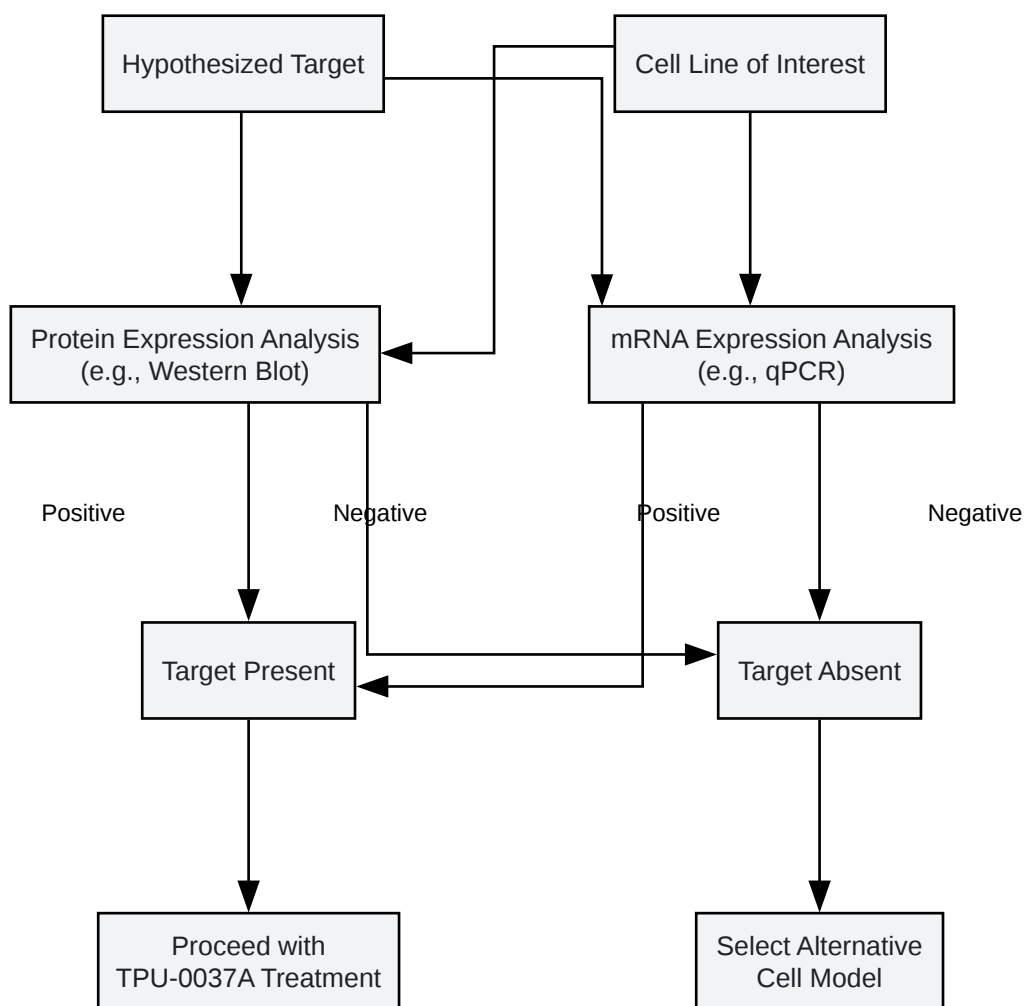 Hypothesized Target
Cell Line of Interest
Protein Expression Analysis
(e.g., Western Blot)
mRNA Expression Analysis
(e.g., qPCR)
Positive
Negative
Positive
Negative
Target Present
Target Absent
Proceed with
TPU-0037A Treatment
Select Alternative
Cell Model